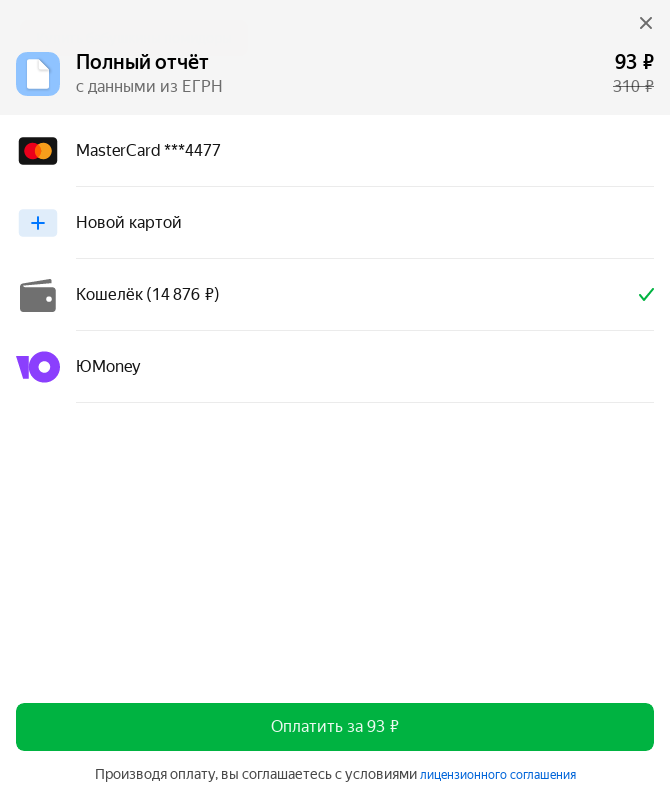 Полный отчёт
93 ₽
с данными из ЕГРН
310 ₽
MasterCard ***4477
Новой картой
Кошелёк (14 876 ₽)
ЮMoney
Оплатить за 93 ₽
Производя оплату, вы соглашаетесь с условиями лицензионного соглашения